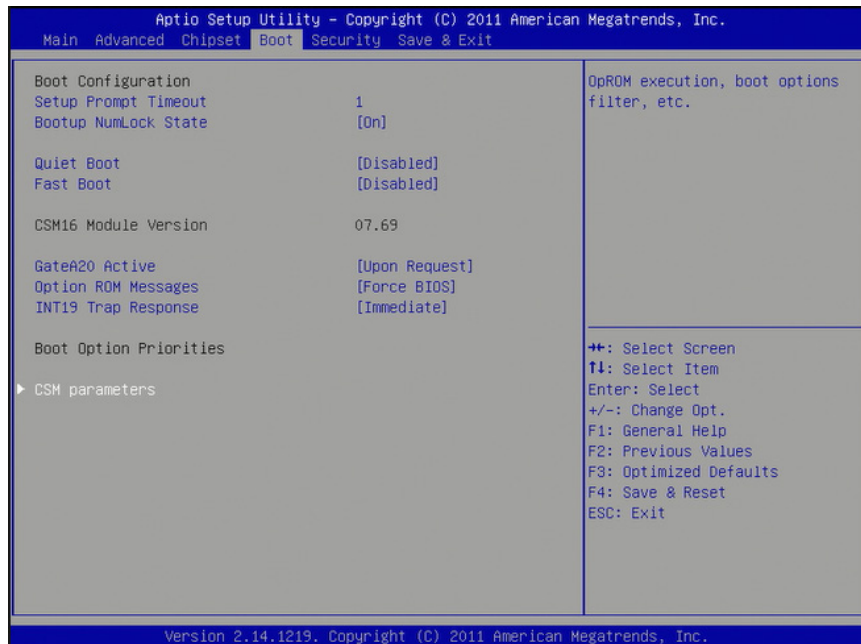 Aptio Setup Utility – Copyright (C) 2011 American Megatrends, Inc.
Main Advanced Chipset Boot Security Save & Exit
Boot Configuration
Setup Prompt Timeout 1
Bootup NumLock State [On]
Quiet Boot [Disabled]
Fast Boot [Disabled]
CSM16 Module Version 07.69
GateA20 Active [Upon Request]
Option ROM Messages [Force BIOS]
INT19 Trap Response [Immediate]
Boot Option Priorities
CSM parameters
OpROM execution, boot options
filter, etc.
→←: Select Screen
↑↓: Select Item
Enter: Select
+/-: Change Opt.
F1: General Help
F2: Previous Values
F3: Optimized Defaults
F4: Save & Reset
ESC: Exit
Version 2.14.1219. Copyright (C) 2011 American Megatrends, Inc.